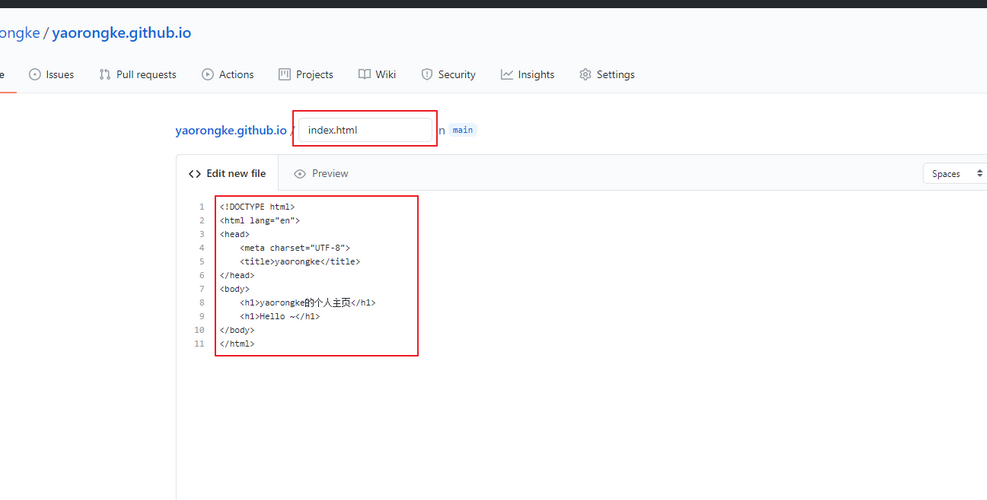 ongke / yaorongke.github.io
e Issues Pull requests Actions Projects Wiki Security Insights Settings
yaorongke.github.io / index.html n main
<> Edit new file Preview Spaces
1 <!DOCTYPE html>
2 <html lang="en">
3 <head>
4 <meta charset="UTF-8">
5 <title>yaorongke</title>
6 </head>
7 <body>
8 <h1>yaorongke的个人主页</h1>
9 <h1>Hello ~</h1>
10 </body>
11 </html>